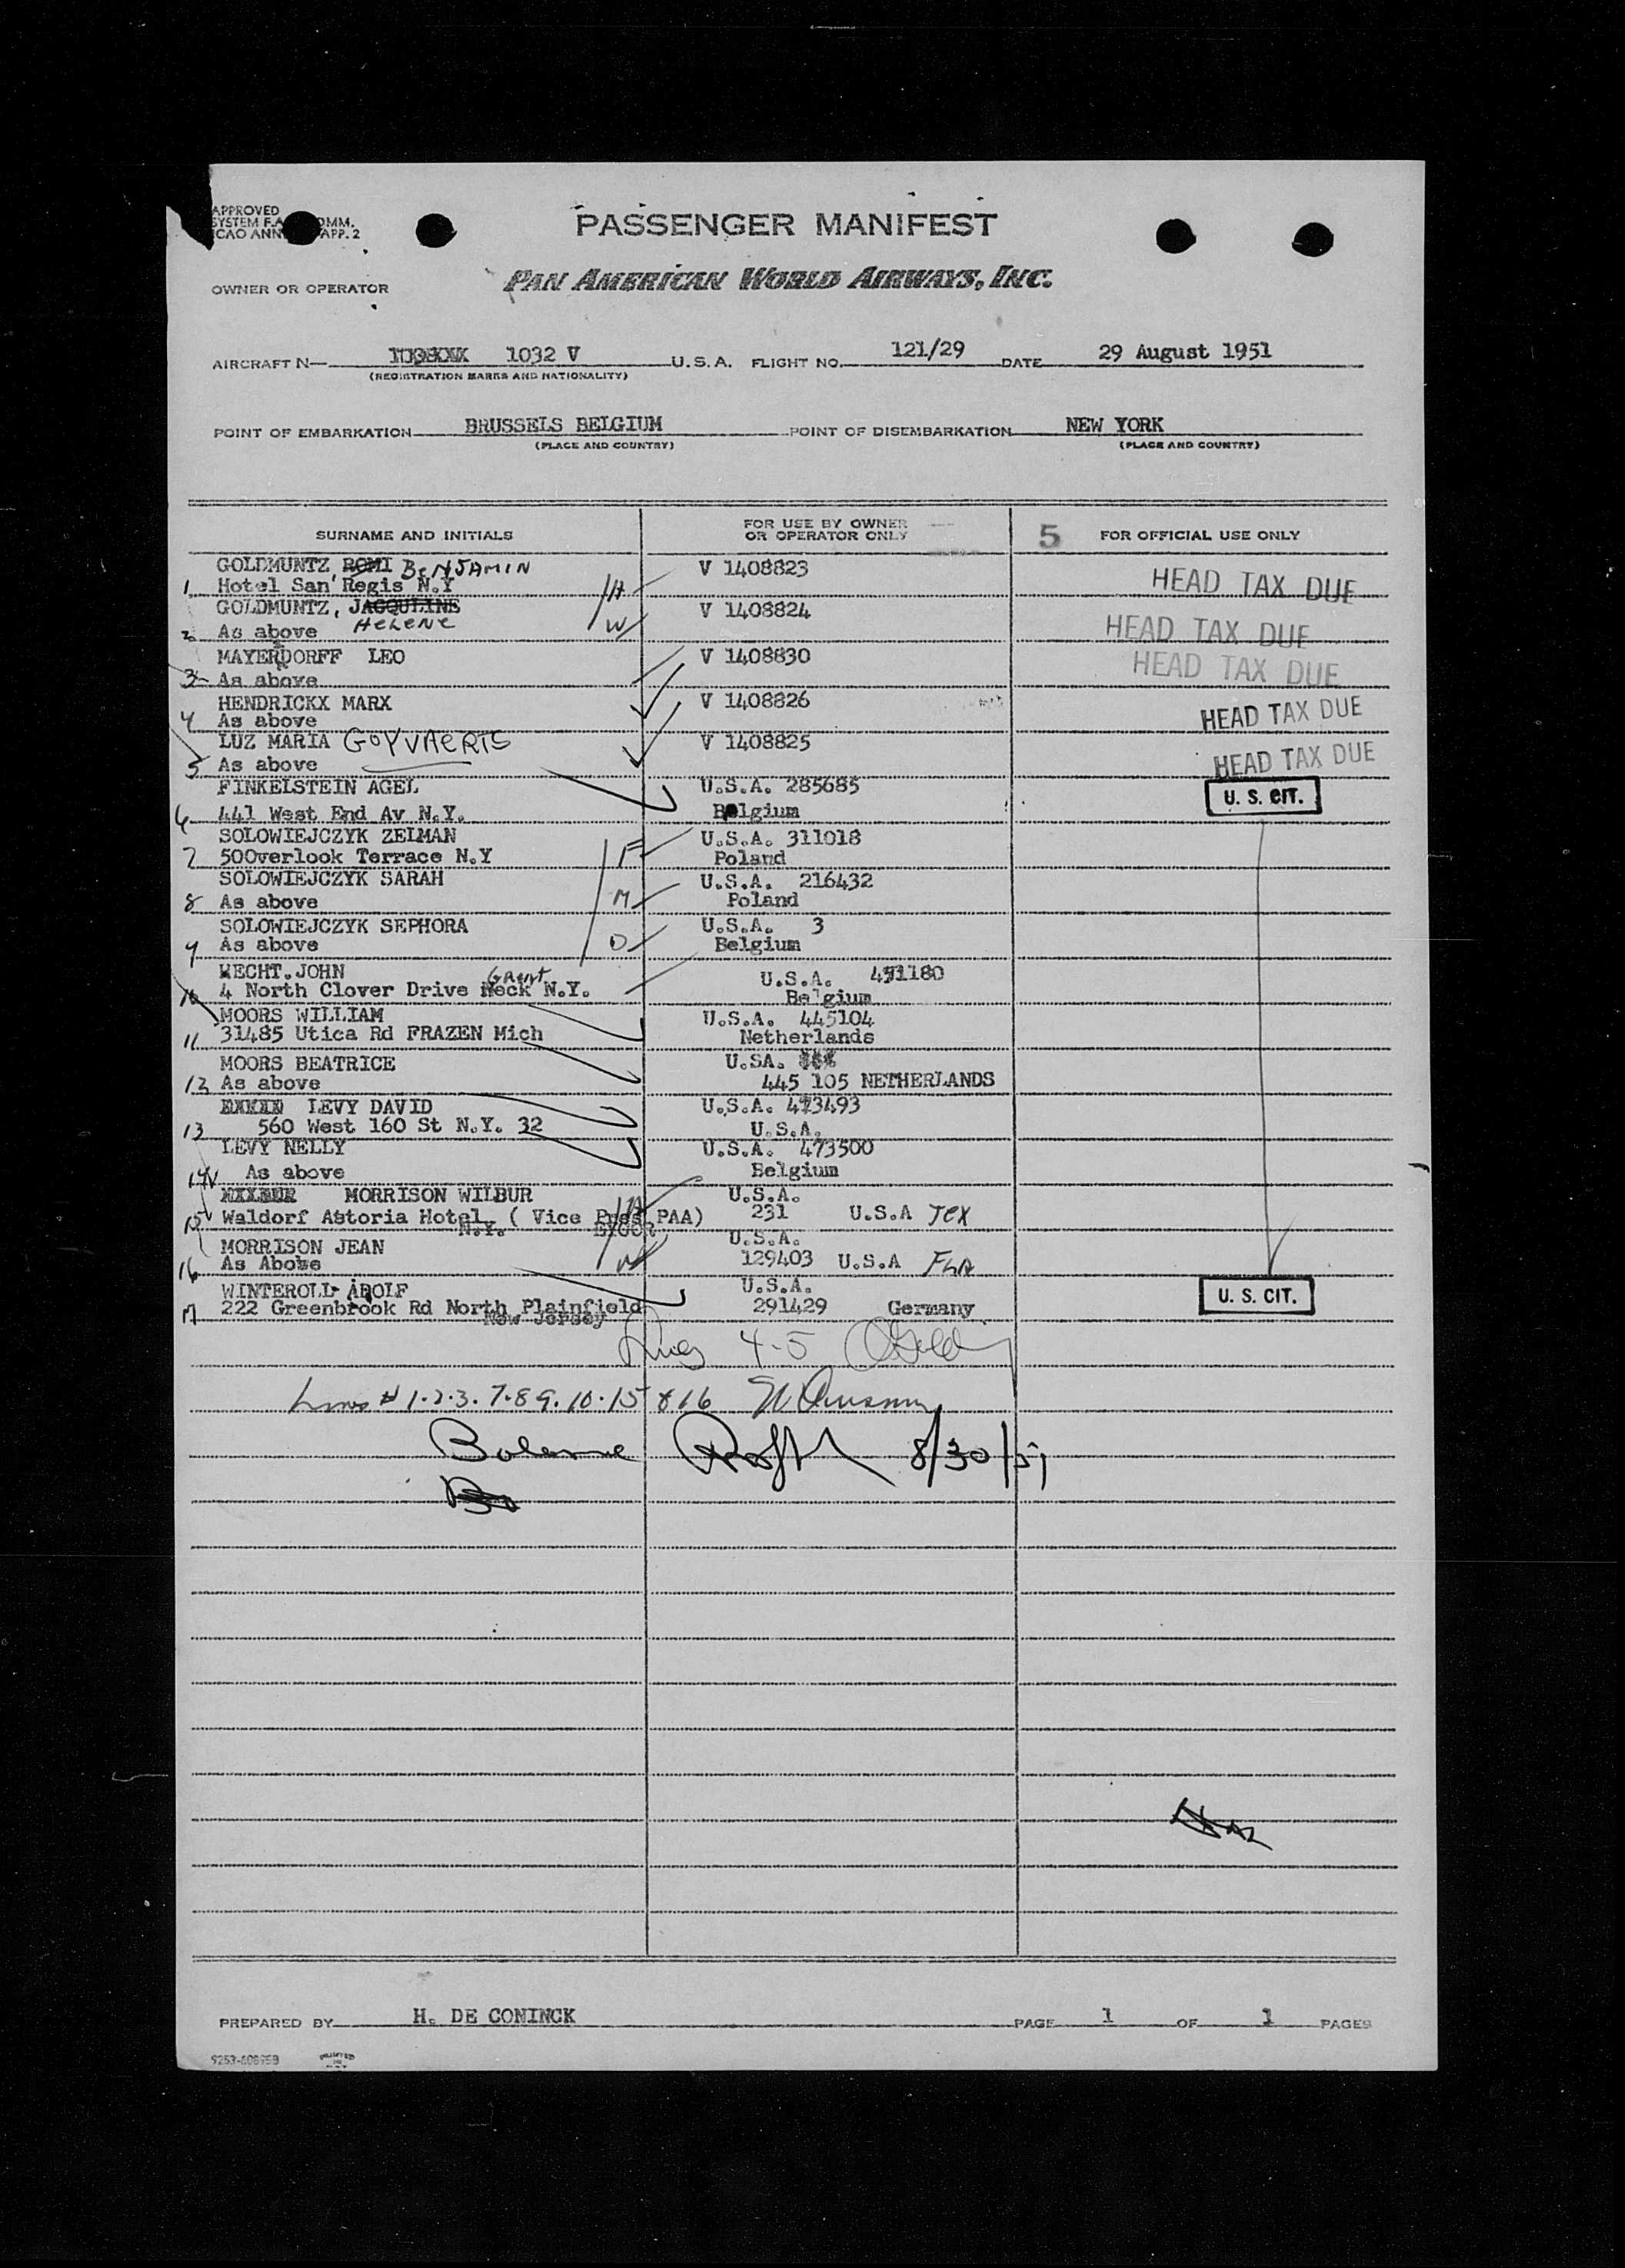 APPROVED
SYSTEM F.A OMM.
ICAO ANN APP. 2
PASSENGER MANIFEST
OWNER OR OPERATOR
PAN AMERICAN WORLD AIRWAYS, INC.
AIRCRAFT N— 1032 V U.S.A. FLIGHT NO. 121/29 DATE 29 August 1951
(REGISTRATION MARKS AND NATIONALITY)
POINT OF EMBARKATION BRUSSELS BELGIUM POINT OF DISEMBARKATION NEW YORK
(PLACE AND COUNTRY) (PLACE AND COUNTRY)
SURNAME AND INITIALS FOR USE BY OWNER OR OPERATOR ONLY 5 FOR OFFICIAL USE ONLY
GOLDMUNTZ ROMI BENJAMIN V 1408823 HEAD TAX DUE
1 Hotel San Regis N.Y H
GOLDMUNTZ, JACQULINE V 1408824 HEAD TAX DUE
2 As above HELENE W
MAYERDORFF LEO V 1408830 HEAD TAX DUE
3 As above
HENDRICKX MARX V 1408826 HEAD TAX DUE
4 As above
LUZ MARIA GOYVAERTS V 1408825 HEAD TAX DUE
5 As above
FINKELSTEIN AGEL U.S.A. 285685 U. S. CIT.
6 441 West End Av N.Y. Belgium
SOLOWIEJCZYK ZELMAN U.S.A. 311018
7 50Overlook Terrace N.Y F Poland
SOLOWIEJCZYK SARAH U.S.A. 216432
8 As above M Poland
SOLOWIEJCZYK SEPHORA U.S.A. 3
9 As above D Belgium
HECHT.JOHN U.S.A. 491180
10 4 North Clover Drive Neck N.Y. Belgium
MOORS WILLIAM U.S.A. 445104
11 31485 Utica Rd FRAZEN Mich Netherlands
MOORS BEATRICE U.SA.
12 As above 445 105 NETHERLANDS
LEVY DAVID U.S.A. 473493
13 560 West 160 St N.Y. 32 U.S.A.
LEVY NELLY U.S.A. 473500
14 As above Belgium
MORRISON WILBUR U.S.A.
15 Waldorf Astoria Hotel ( Vice Pres PAA) 231 U.S.A TEX
N.Y.
MORRISON JEAN U.S.A.
16 As Above W 129403 U.S.A FLA
WINTEROLL ADOLF U.S.A. U. S. CIT.
17 222 Greenbrook Rd North Plainfield 291429 Germany
New Jersey
Lines 4-5
Lines # 1.2.3.7.8 9.10.15 & 16
8/30/51
PREPARED BY H. DE CONINCK PAGE 1 OF 1 PAGES